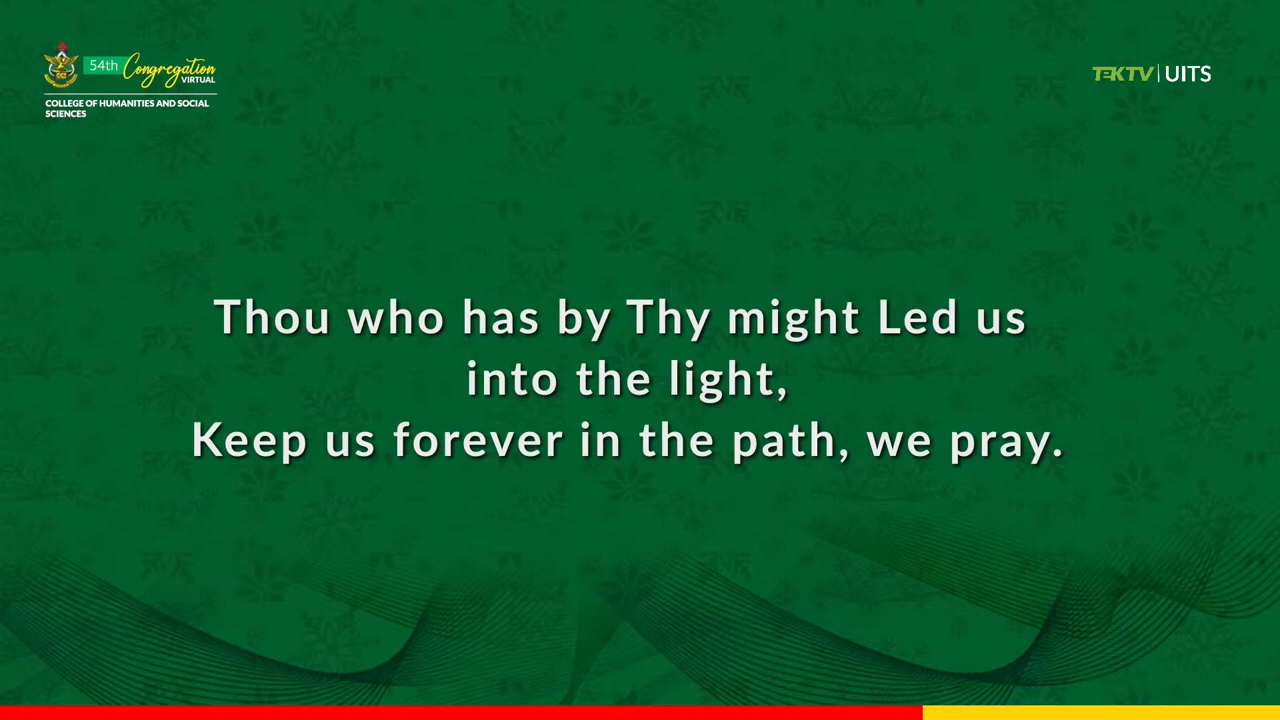 54th Congregation
VIRTUAL
COLLEGE OF HUMANITIES AND SOCIAL
SCIENCES
TEKTV | UITS
Thou who has by Thy might Led us
into the light,
Keep us forever in the path, we pray.